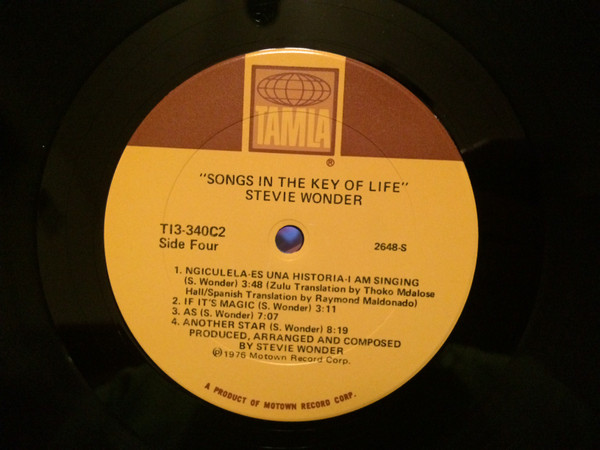 TAMLA
®
"SONGS IN THE KEY OF LIFE"
STEVIE WONDER
T13-340C2
Side Four
2648-S
1. NGICULELA-ES UNA HISTORIA-I AM SINGING
(S. Wonder) 3:48 (Zulu Translation by Thoko Mdalose
Hall/Spanish Translation by Raymond Maldonado)
2. IF IT'S MAGIC (S. Wonder) 3:11
3. AS (S. Wonder) 7:07
4. ANOTHER STAR (S. Wonder) 8:19
PRODUCED, ARRANGED AND COMPOSED
BY STEVIE WONDER
℗1976 Motown Record Corp.
A PRODUCT OF MOTOWN RECORD CORP.